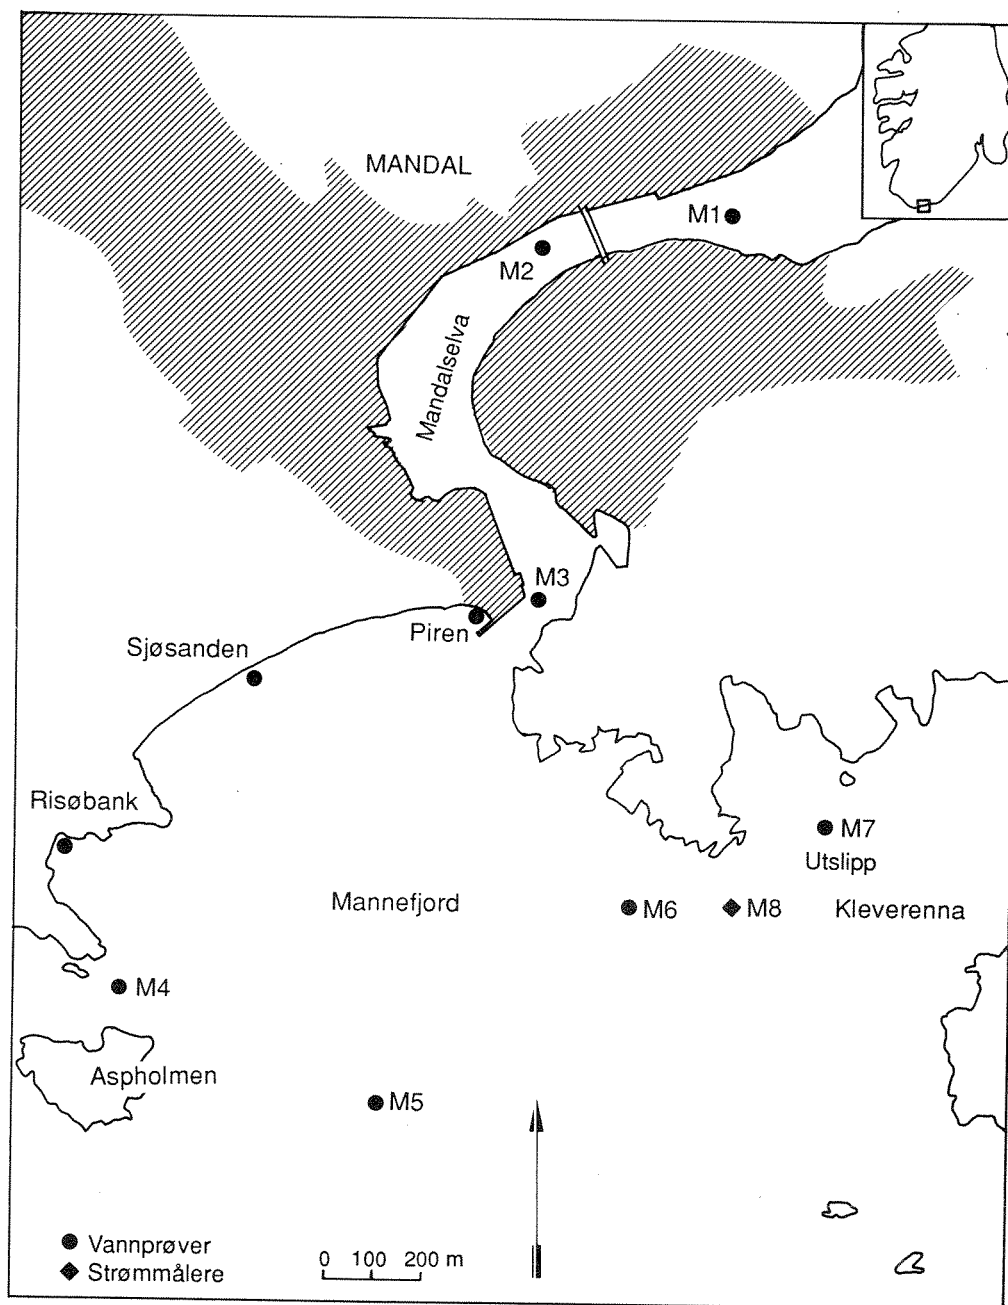 MANDAL
M1
M2
Mandalselva
M3
Piren
Sjøsanden
Risøbank
M7
Utslipp
Mannefjord
M6
M8
Kleverenna
M4
Aspholmen
M5
Vannprøver
0 100 200 m
Strømmålere